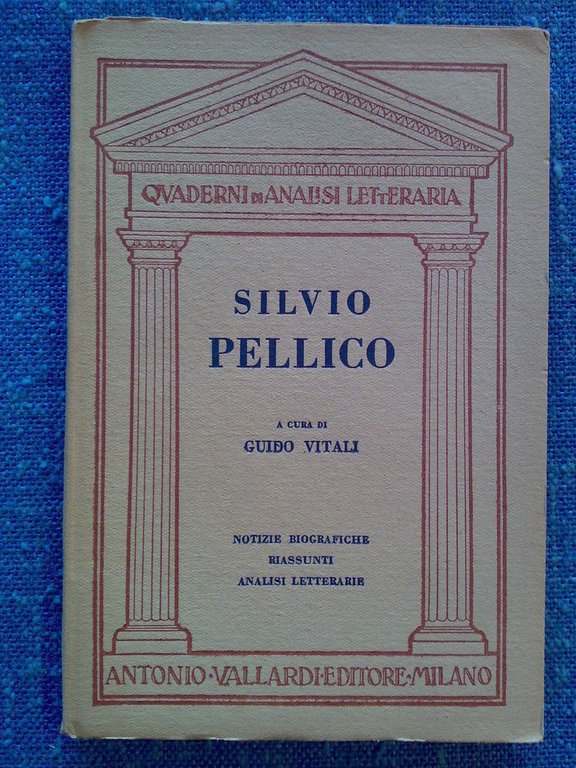 QVADERNI DI ANALISI LETTERARIA
SILVIO
PELLICO
A CURA DI
GUIDO VITALI
NOTIZIE BIOGRAFICHE
RIASSUNTI
ANALISI LETTERARIE
ANTONIO · VALLARDI · EDITORE · MILANO